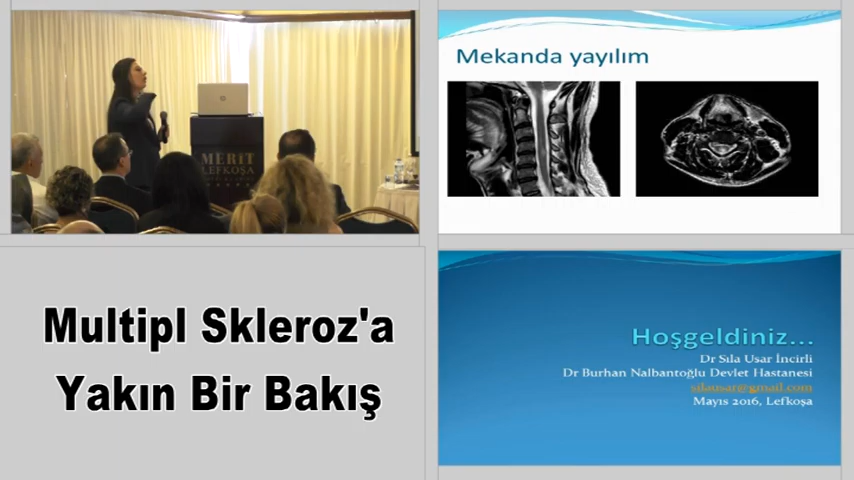 MERİT
LEFKOŞA
Mekanda yayılım
Multipl Skleroz'a
Yakın Bir Bakış
Hoşgeldiniz...
Dr Sıla Usar İncirli
Dr Burhan Nalbantoğlu Devlet Hastanesi
silausar@gmail.com
Mayıs 2016, Lefkoşa